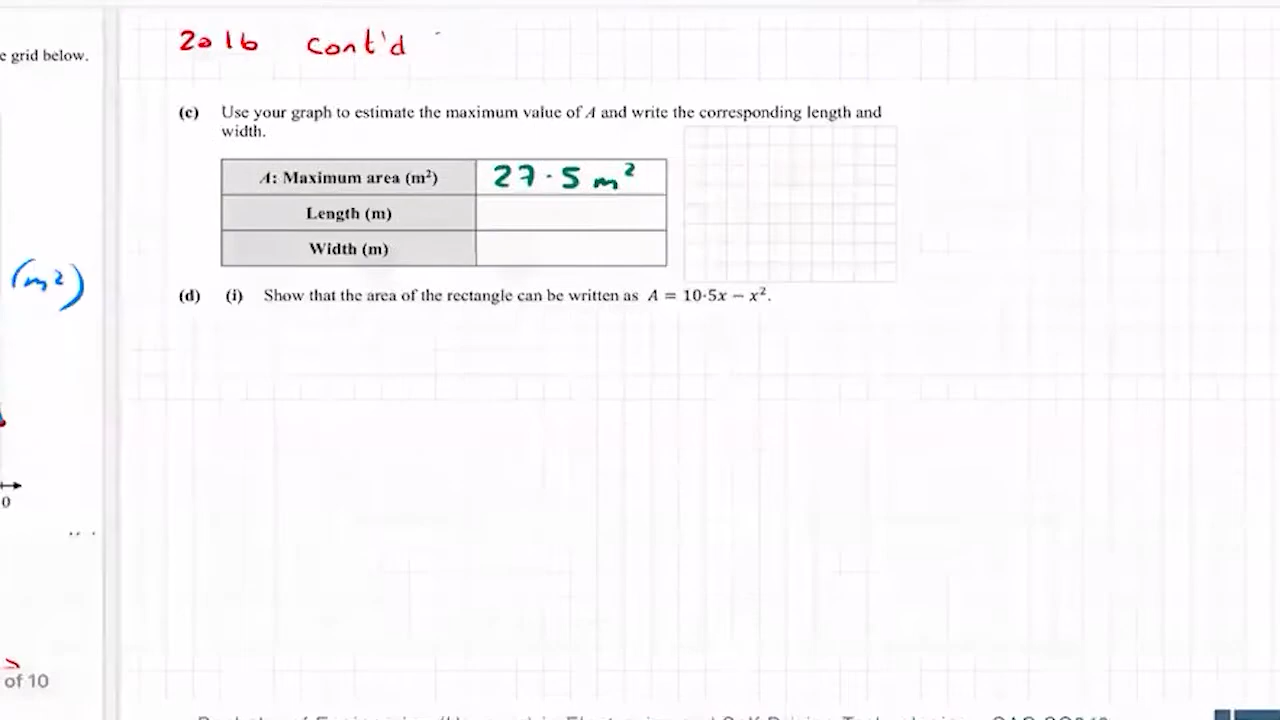 e grid below.
2016 Cont'd
(c) Use your graph to estimate the maximum value of A and write the corresponding length and
width.
A: Maximum area (m²) 27·5 m²
Length (m)
Width (m)
(m²)
(d) (i) Show that the area of the rectangle can be written as A = 10·5x − x².
0
of 10